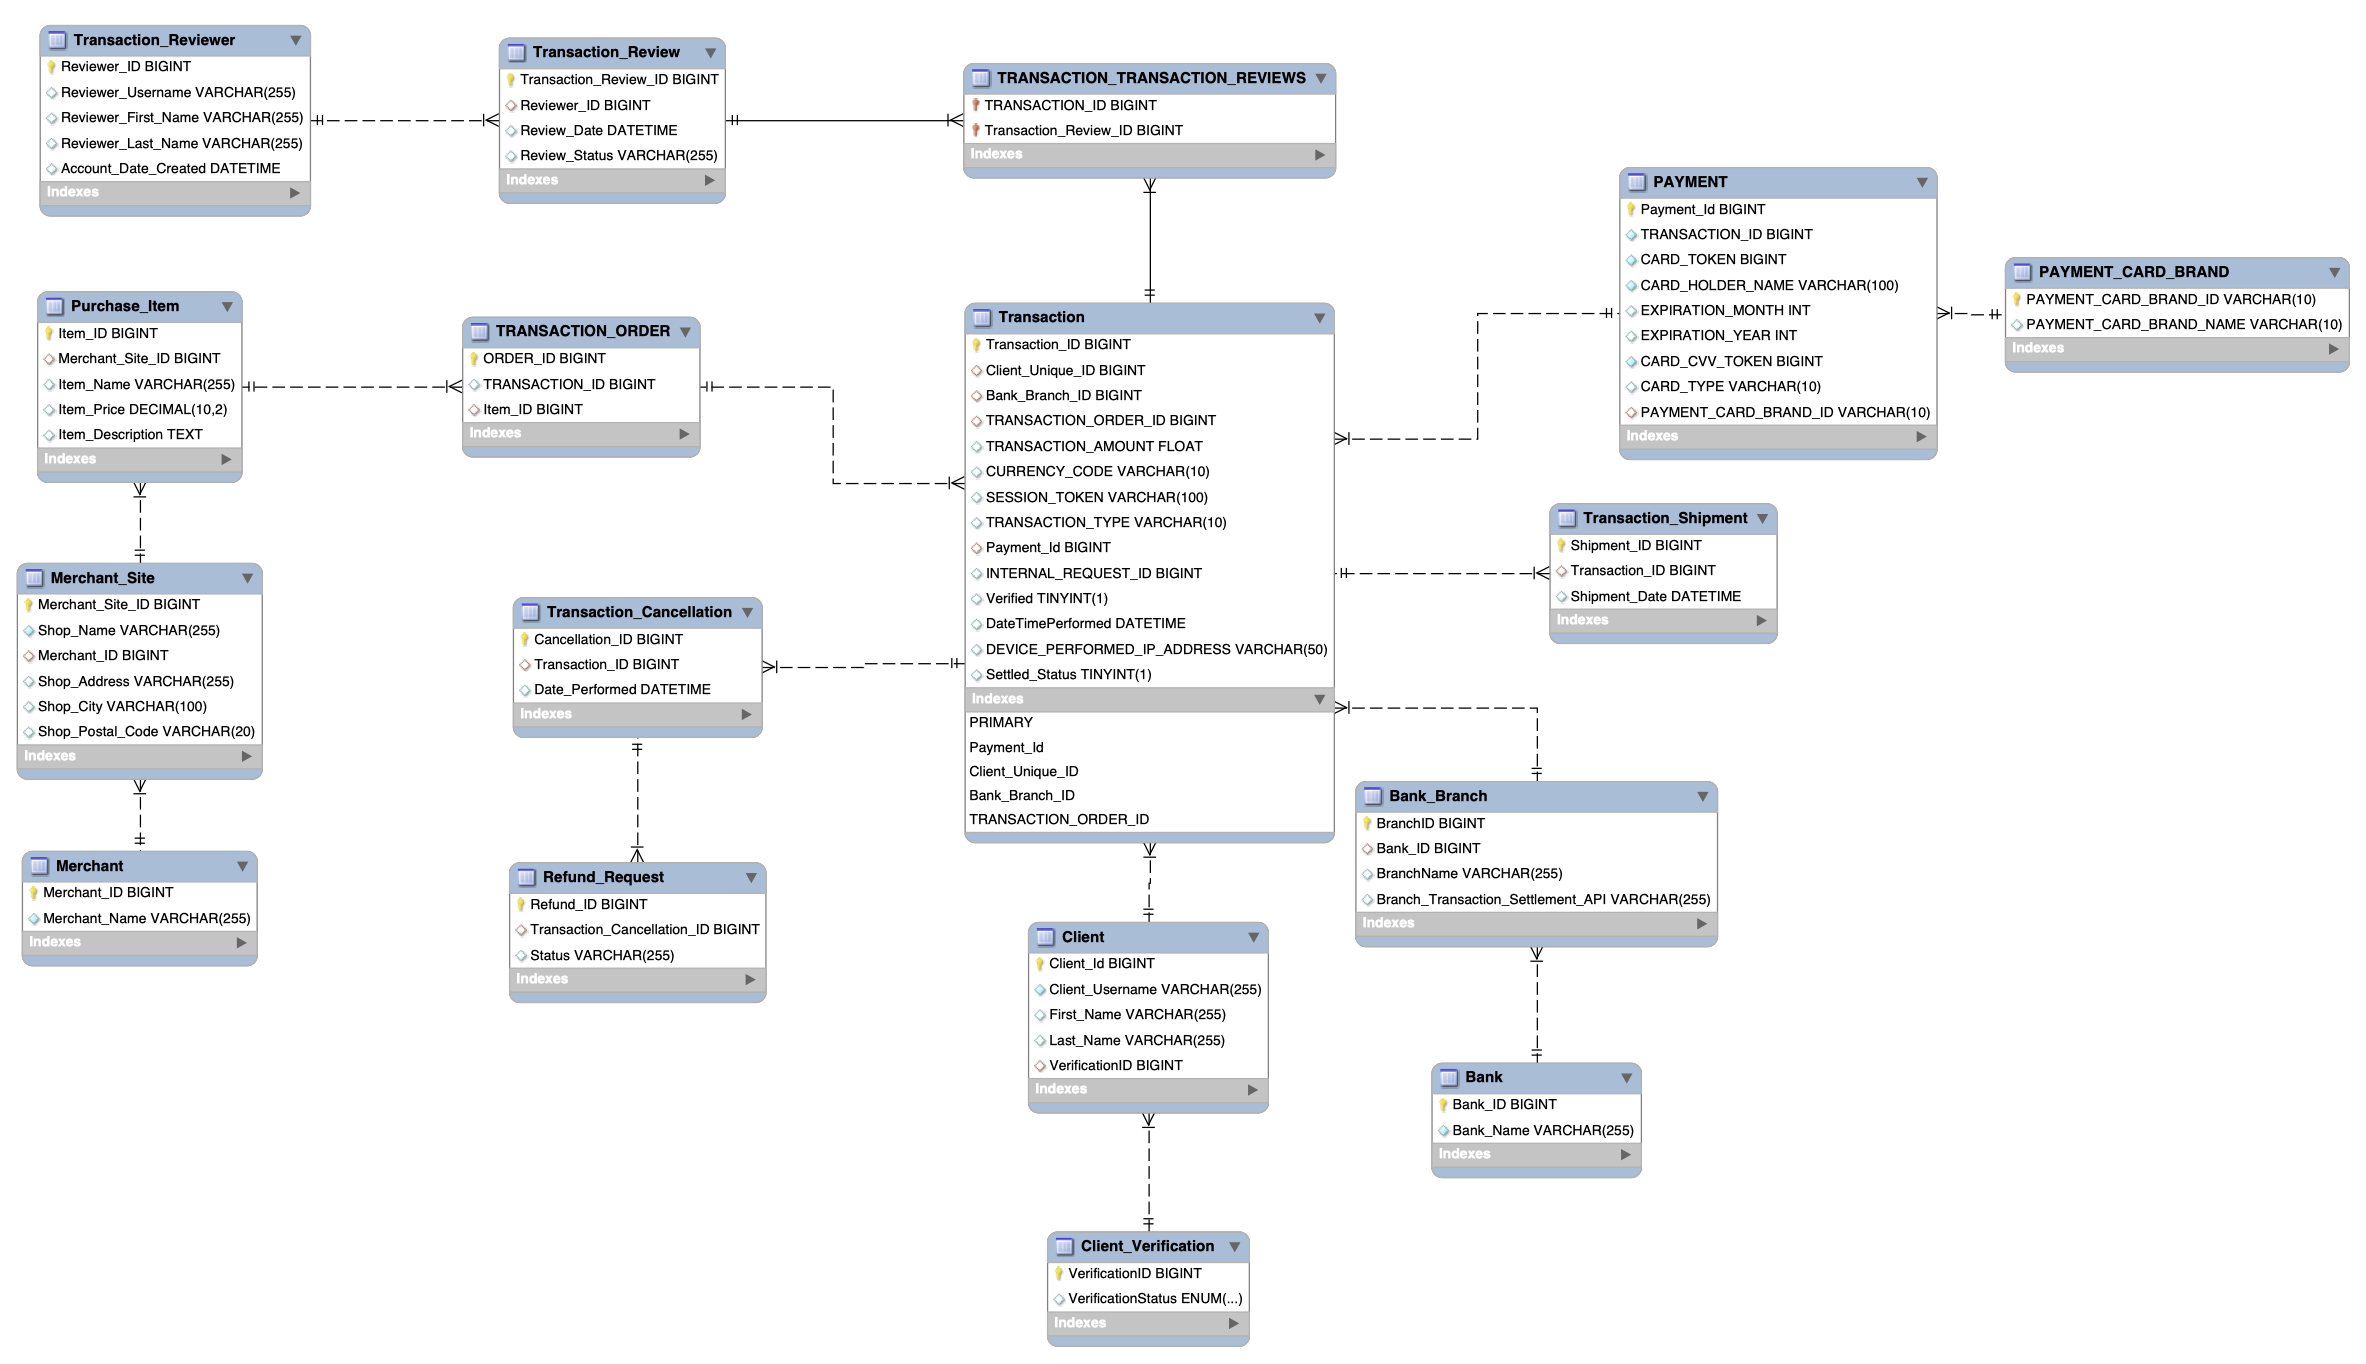 Transaction_Reviewer
Reviewer_ID BIGINT
Reviewer_Username VARCHAR(255)
Reviewer_First_Name VARCHAR(255)
Reviewer_Last_Name VARCHAR(255)
Account_Date_Created DATETIME
Indexes
Transaction_Review
Transaction_Review_ID BIGINT
Reviewer_ID BIGINT
Review_Date DATETIME
Review_Status VARCHAR(255)
Indexes
TRANSACTION_TRANSACTION_REVIEWS
TRANSACTION_ID BIGINT
Transaction_Review_ID BIGINT
Indexes
PAYMENT
Payment_Id BIGINT
TRANSACTION_ID BIGINT
CARD_TOKEN BIGINT
CARD_HOLDER_NAME VARCHAR(100)
EXPIRATION_MONTH INT
EXPIRATION_YEAR INT
CARD_CVV_TOKEN BIGINT
CARD_TYPE VARCHAR(10)
PAYMENT_CARD_BRAND_ID VARCHAR(10)
Indexes
PAYMENT_CARD_BRAND
PAYMENT_CARD_BRAND_ID VARCHAR(10)
PAYMENT_CARD_BRAND_NAME VARCHAR(10)
Indexes
Purchase_Item
Item_ID BIGINT
Merchant_Site_ID BIGINT
Item_Name VARCHAR(255)
Item_Price DECIMAL(10,2)
Item_Description TEXT
Indexes
TRANSACTION_ORDER
ORDER_ID BIGINT
TRANSACTION_ID BIGINT
Item_ID BIGINT
Indexes
Transaction
Transaction_ID BIGINT
Client_Unique_ID BIGINT
Bank_Branch_ID BIGINT
TRANSACTION_ORDER_ID BIGINT
TRANSACTION_AMOUNT FLOAT
CURRENCY_CODE VARCHAR(10)
SESSION_TOKEN VARCHAR(100)
TRANSACTION_TYPE VARCHAR(10)
Payment_Id BIGINT
INTERNAL_REQUEST_ID BIGINT
Verified TINYINT(1)
DateTimePerformed DATETIME
DEVICE_PERFORMED_IP_ADDRESS VARCHAR(50)
Settled_Status TINYINT(1)
Indexes
PRIMARY
Payment_Id
Client_Unique_ID
Bank_Branch_ID
TRANSACTION_ORDER_ID
Transaction_Shipment
Shipment_ID BIGINT
Transaction_ID BIGINT
Shipment_Date DATETIME
Indexes
Merchant_Site
Merchant_Site_ID BIGINT
Shop_Name VARCHAR(255)
Merchant_ID BIGINT
Shop_Address VARCHAR(255)
Shop_City VARCHAR(100)
Shop_Postal_Code VARCHAR(20)
Indexes
Transaction_Cancellation
Cancellation_ID BIGINT
Transaction_ID BIGINT
Date_Performed DATETIME
Indexes
Merchant
Merchant_ID BIGINT
Merchant_Name VARCHAR(255)
Indexes
Refund_Request
Refund_ID BIGINT
Transaction_Cancellation_ID BIGINT
Status VARCHAR(255)
Indexes
Bank_Branch
BranchID BIGINT
Bank_ID BIGINT
BranchName VARCHAR(255)
Branch_Transaction_Settlement_API VARCHAR(255)
Indexes
Client
Client_Id BIGINT
Client_Username VARCHAR(255)
First_Name VARCHAR(255)
Last_Name VARCHAR(255)
VerificationID BIGINT
Indexes
Bank
Bank_ID BIGINT
Bank_Name VARCHAR(255)
Indexes
Client_Verification
VerificationID BIGINT
VerificationStatus ENUM(...)
Indexes